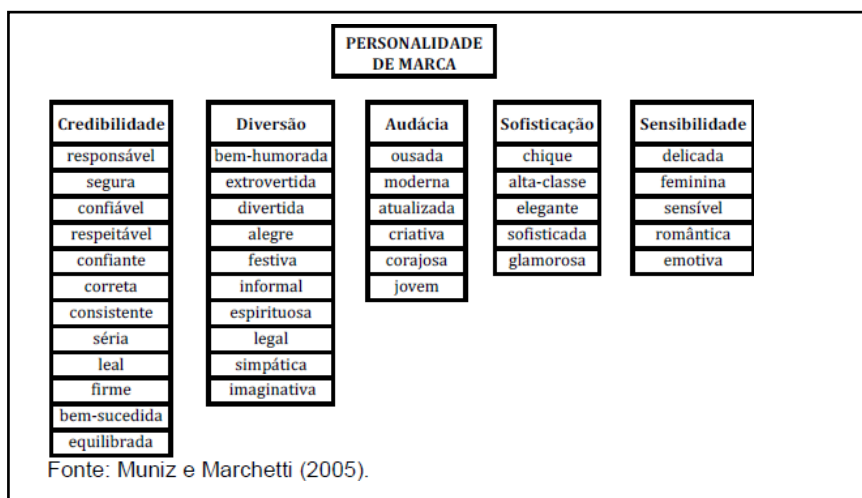 PERSONALIDADE
DE MARCA
Credibilidade
responsável
segura
confiável
respeitável
confiante
correta
consistente
séria
leal
firme
bem-sucedida
equilibrada
Diversão
bem-humorada
extrovertida
divertida
alegre
festiva
informal
espirituosa
legal
simpática
imaginativa
Audácia
ousada
moderna
atualizada
criativa
corajosa
jovem
Sofisticação
chique
alta-classe
elegante
sofisticada
glamorosa
Sensibilidade
delicada
feminina
sensível
romântica
emotiva
Fonte: Muniz e Marchetti (2005).